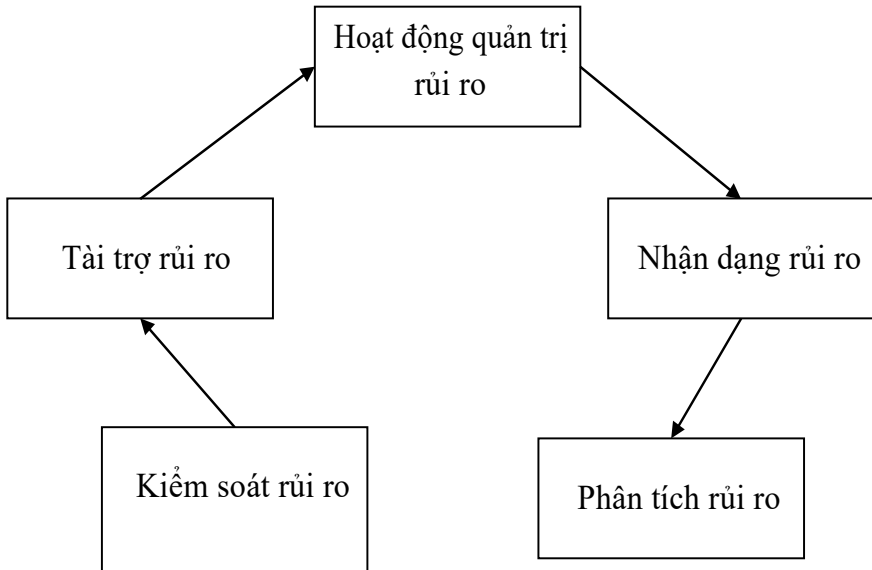 Hoạt động quản trị
rủi ro
Tài trợ rủi ro
Nhận dạng rủi ro
Kiểm soát rủi ro
Phân tích rủi ro